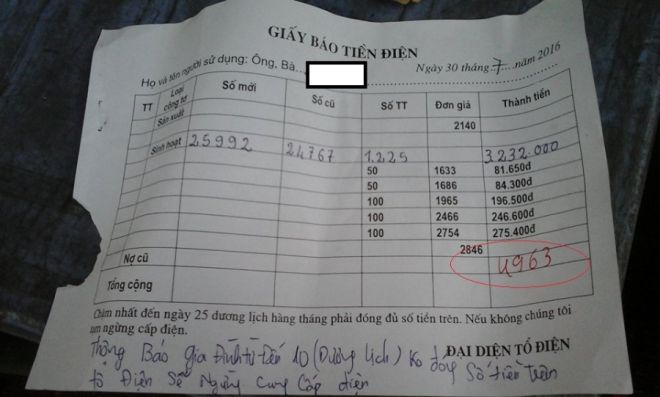 GIẤY BÁO TIỀN ĐIỆN
Ngày 30 tháng 7 năm 2016
Họ và tên người sử dụng: Ông, Bà
TT Loại công tơ Số mới Số cũ Số TT Đơn giá Thành tiền
Sản xuất 2140
Sinh hoạt 25992 24767 1.225 3.232.000
50 1633 81.650đ
50 1686 84.300đ
100 1965 196.500đ
100 2466 246.600đ
100 2754 275.400đ
2846
Nợ cũ 4963
Tổng cộng
Chậm nhất đến ngày 25 dương lịch hàng tháng phải đóng đủ số tiền trên. Nếu không chúng tôi
tạm ngừng cấp điện.
ĐẠI DIỆN TỔ ĐIỆN
Thông Báo Gia Đình từ đến 10 (Dương lịch) Ko đóng Số tiền trên
tổ Điện Sẽ Ngừng Cung Cấp điện